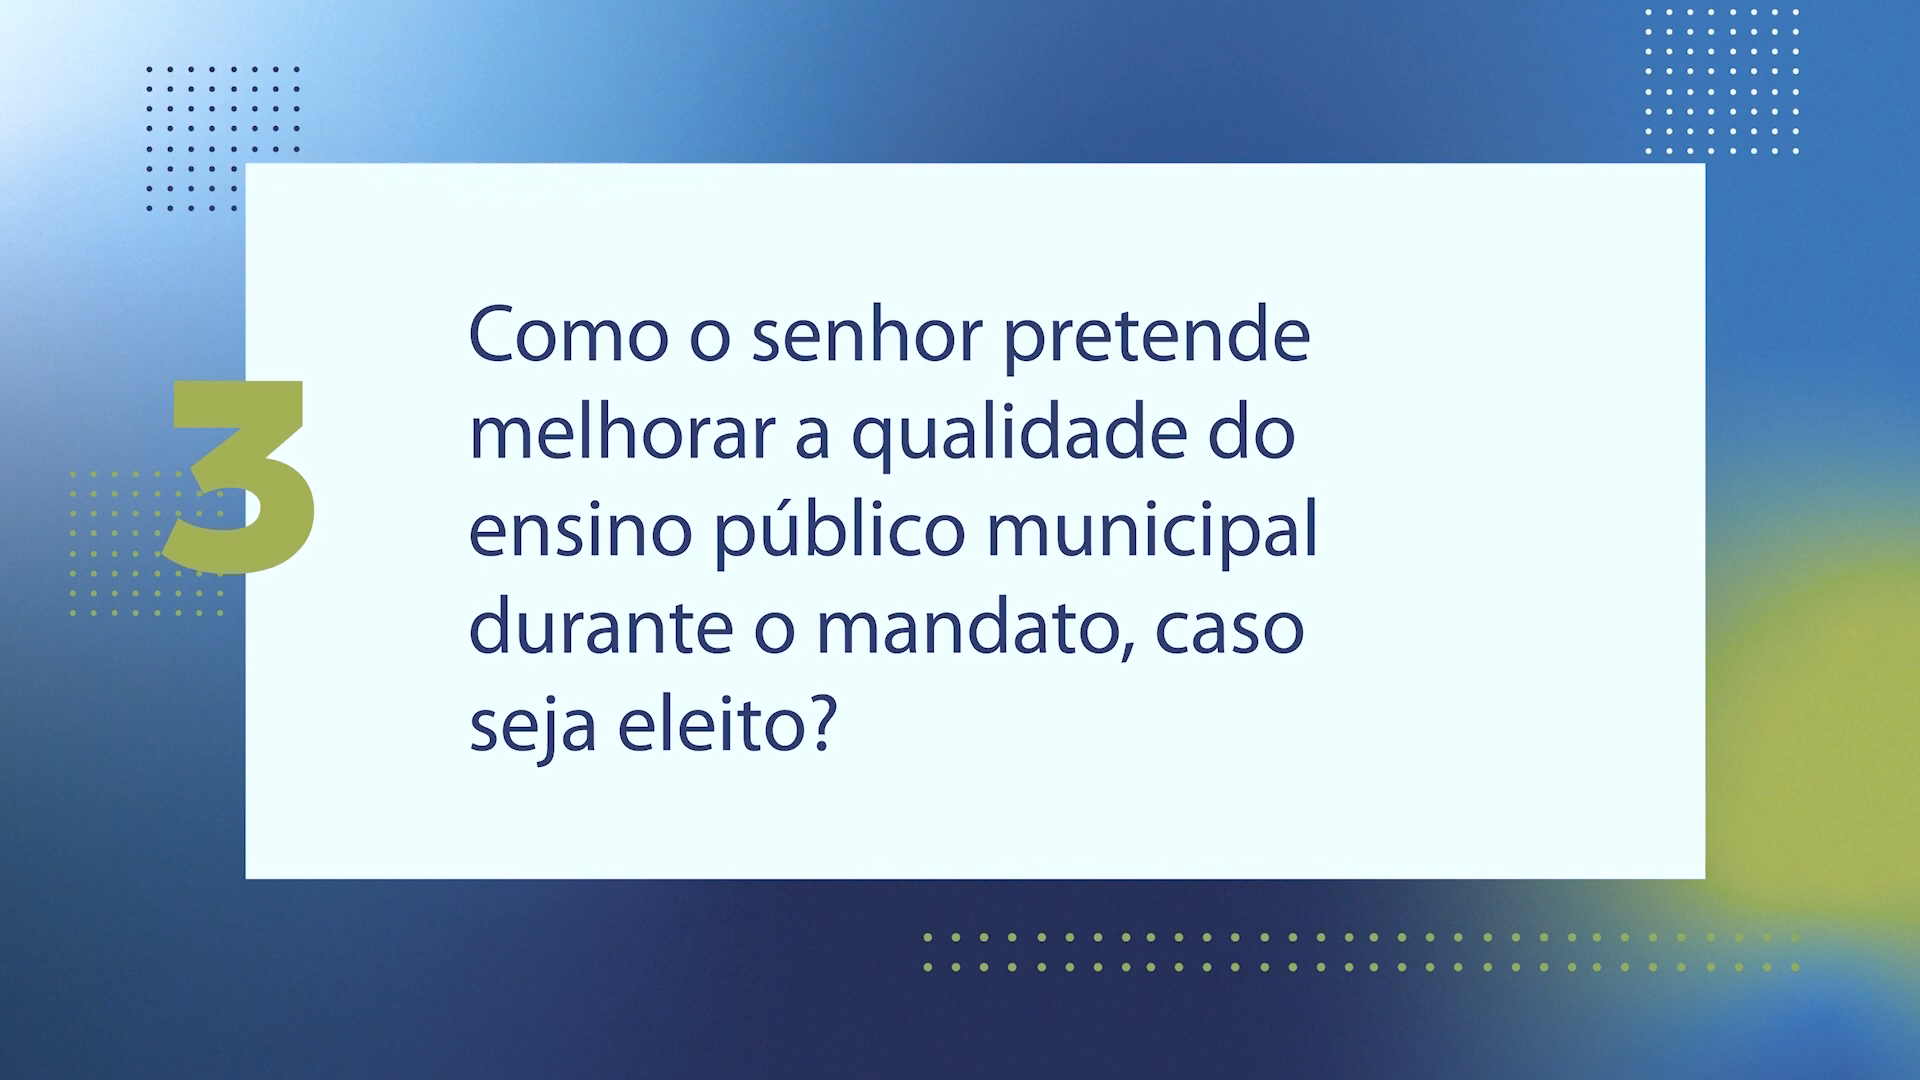 3
Como o senhor pretende
melhorar a qualidade do
ensino público municipal
durante o mandato, caso
seja eleito?